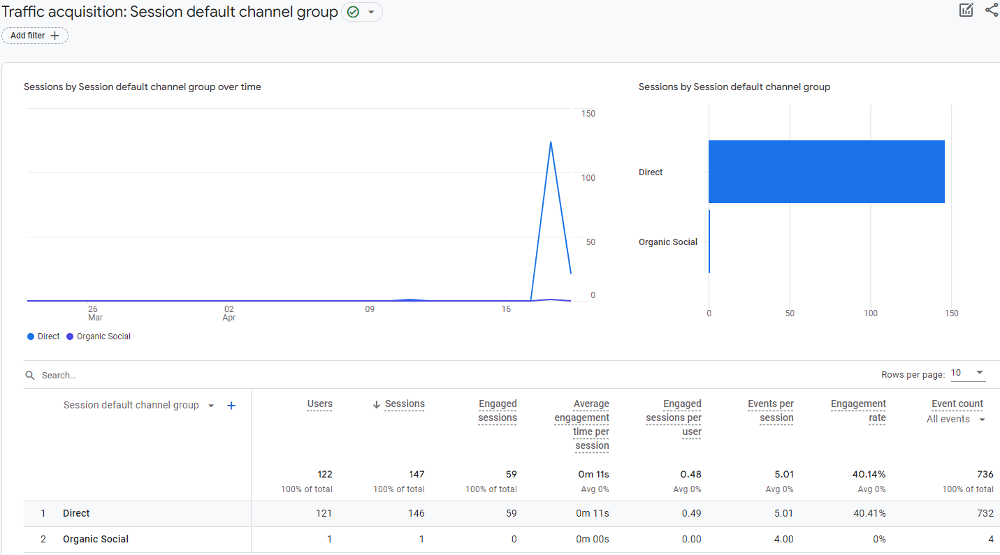 Traffic acquisition: Session default channel group
Add filter +
Sessions by Session default channel group over time
150
100
50
0
26
Mar
02
Apr
09
16
Direct
Organic Social
Sessions by Session default channel group
Direct
Organic Social
0
50
100
150
Search...
Rows per page: 10
Session default channel group +
Users
↓ Sessions
Engaged
sessions
Average
engagement
time per
session
Engaged
sessions per
user
Events per
session
Engagement
rate
Event count
All events
122 147 59 0m 11s 0.48 5.01 40.14% 736
100% of total 100% of total 100% of total Avg 0% Avg 0% Avg 0% Avg 0% 100% of total
1 Direct 121 146 59 0m 11s 0.49 5.01 40.41% 732
2 Organic Social 1 1 0 0m 00s 0.00 4.00 0% 4